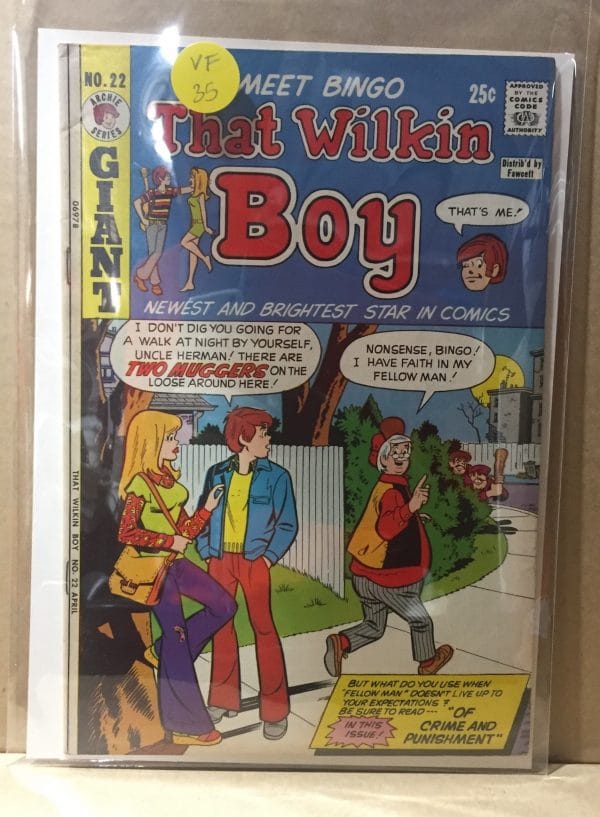 VF
35
NO. 22
ARCHIE
SERIES
GIANT
06978
THAT WILKIN BOY NO. 22 APRIL
MEET BINGO
25¢
That Wilkin
Boy
APPROVED
BY THE
COMICS
CODE
CA
AUTHORITY
Distrib'd by
Fawcett
THAT'S ME!
NEWEST AND BRIGHTEST STAR IN COMICS
I DON'T DIG YOU GOING FOR
A WALK AT NIGHT BY YOURSELF,
UNCLE HERMAN! THERE ARE
TWO MUGGERS ON THE
LOOSE AROUND HERE!
NONSENSE, BINGO!
I HAVE FAITH IN MY
FELLOW MAN!
BUT WHAT DO YOU USE WHEN
"FELLOW MAN" DOESN'T LIVE UP TO
YOUR EXPECTATIONS?
BE SURE TO READ --- "OF
CRIME AND
PUNISHMENT"
IN THIS
ISSUE!